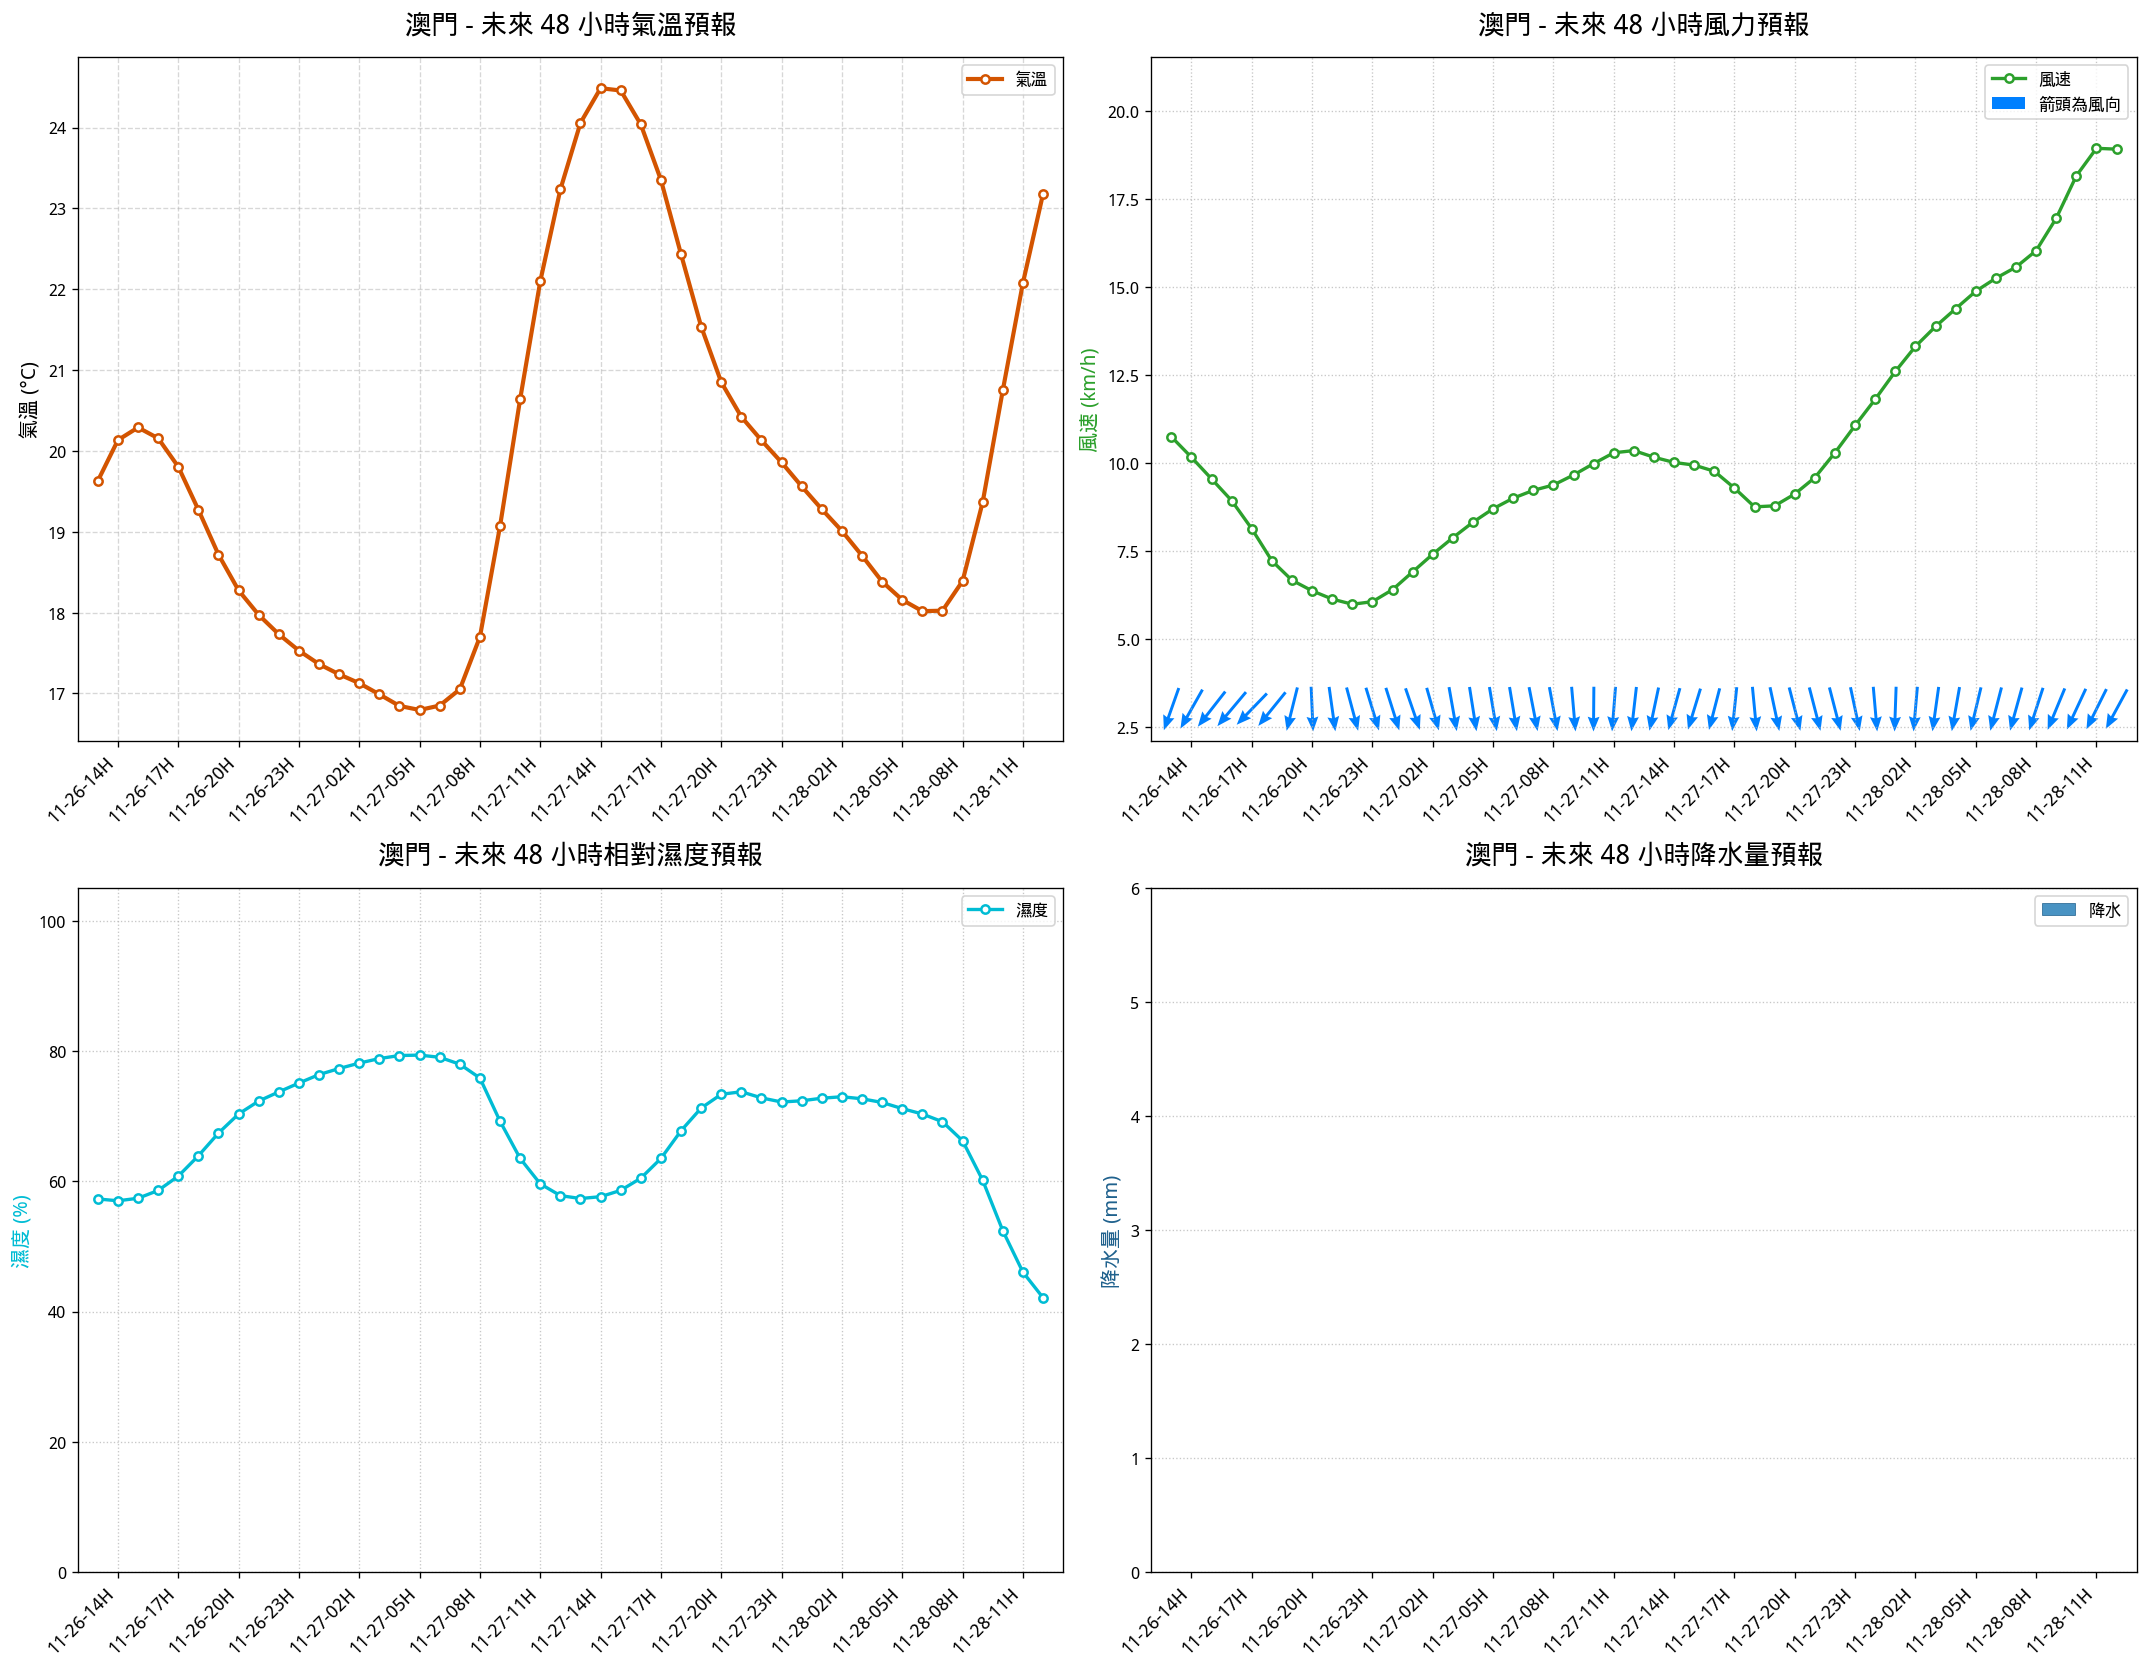 澳門 - 未來 48 小時氣溫預報
氣溫
氣溫 (°C)
24
23
22
21
20
19
18
17
11-26-14H
11-26-17H
11-26-20H
11-26-23H
11-27-02H
11-27-05H
11-27-08H
11-27-11H
11-27-14H
11-27-17H
11-27-20H
11-27-23H
11-28-02H
11-28-05H
11-28-08H
11-28-11H
澳門 - 未來 48 小時風力預報
風速
箭頭為風向
風速 (km/h)
20.0
17.5
15.0
12.5
10.0
7.5
5.0
2.5
11-26-14H
11-26-17H
11-26-20H
11-26-23H
11-27-02H
11-27-05H
11-27-08H
11-27-11H
11-27-14H
11-27-17H
11-27-20H
11-27-23H
11-28-02H
11-28-05H
11-28-08H
11-28-11H
澳門 - 未來 48 小時相對濕度預報
濕度
濕度 (%)
100
80
60
40
20
0
11-26-14H
11-26-17H
11-26-20H
11-26-23H
11-27-02H
11-27-05H
11-27-08H
11-27-11H
11-27-14H
11-27-17H
11-27-20H
11-27-23H
11-28-02H
11-28-05H
11-28-08H
11-28-11H
澳門 - 未來 48 小時降水量預報
降水
降水量 (mm)
6
5
4
3
2
1
0
11-26-14H
11-26-17H
11-26-20H
11-26-23H
11-27-02H
11-27-05H
11-27-08H
11-27-11H
11-27-14H
11-27-17H
11-27-20H
11-27-23H
11-28-02H
11-28-05H
11-28-08H
11-28-11H